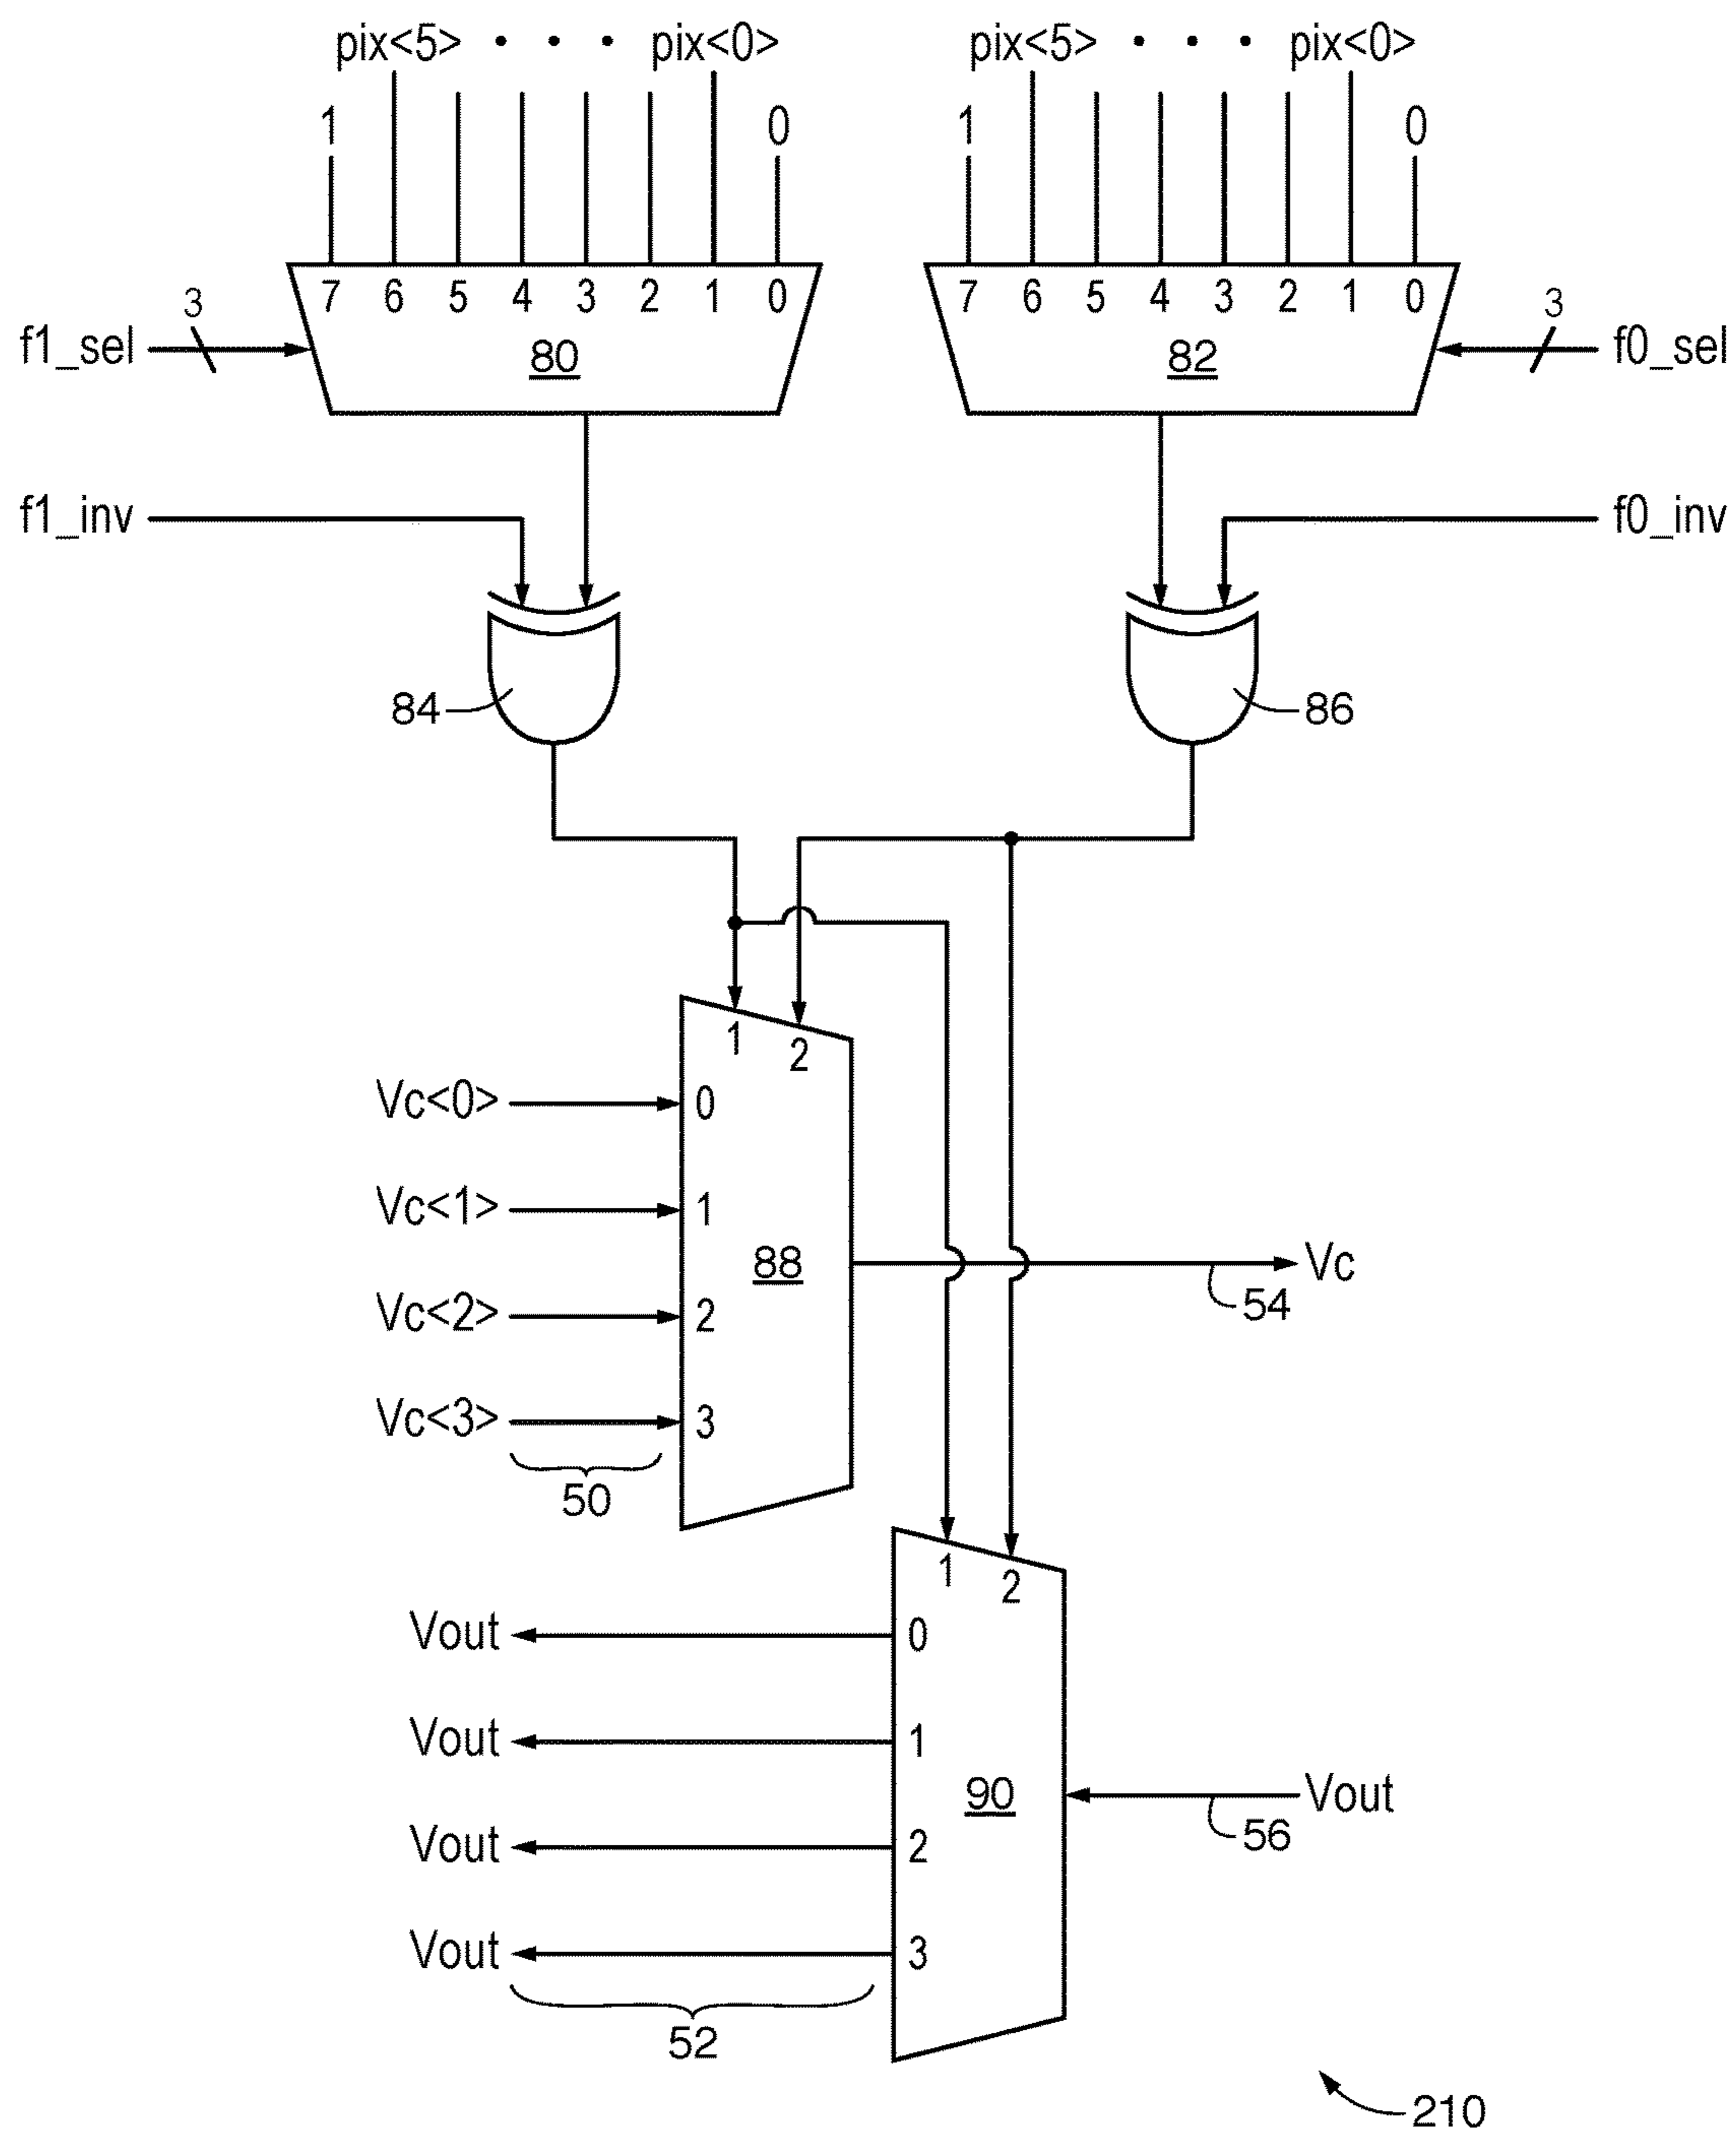 pix<5> • • • pix<0> pix<5> • • • pix<0>
1 0 1 0
7 6 5 4 3 2 1 0 7 6 5 4 3 2 1 0
f1_sel 3 80 82 3 f0_sel
f1_inv f0_inv
84 86
1 2
Vc<0> 0
Vc<1> 1
88 Vc
54
Vc<2> 2
Vc<3> 3
50
1 2
Vout 0
Vout 1
90 Vout
56
Vout 2
Vout 3
52
210